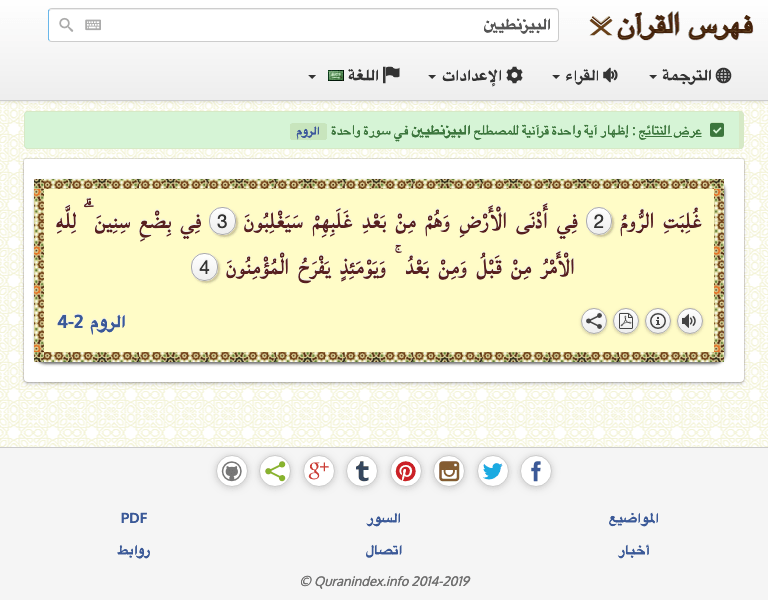 فهرس القرآن
البيزنطيين
الترجمة
القراء
الإعدادات
اللغة
عرض النتائج : إظهار آية واحدة قرآنية للمصطلح البيزنطيين في سورة واحدة الروم
غُلِبَتِ الرُّومُ 2 فِي أَدْنَى الْأَرْضِ وَهُمْ مِنْ بَعْدِ غَلَبِهِمْ سَيَغْلِبُونَ 3 فِي بِضْعِ سِنِينَ ۗ لِلَّهِ
الْأَمْرُ مِنْ قَبْلُ وَمِنْ بَعْدُ ۚ وَيَوْمَئِذٍ يَفْرَحُ الْمُؤْمِنُونَ 4
الروم 2-4
المواضيع
السور
PDF
أخبار
اتصال
روابط
© Quranindex.info 2014-2019